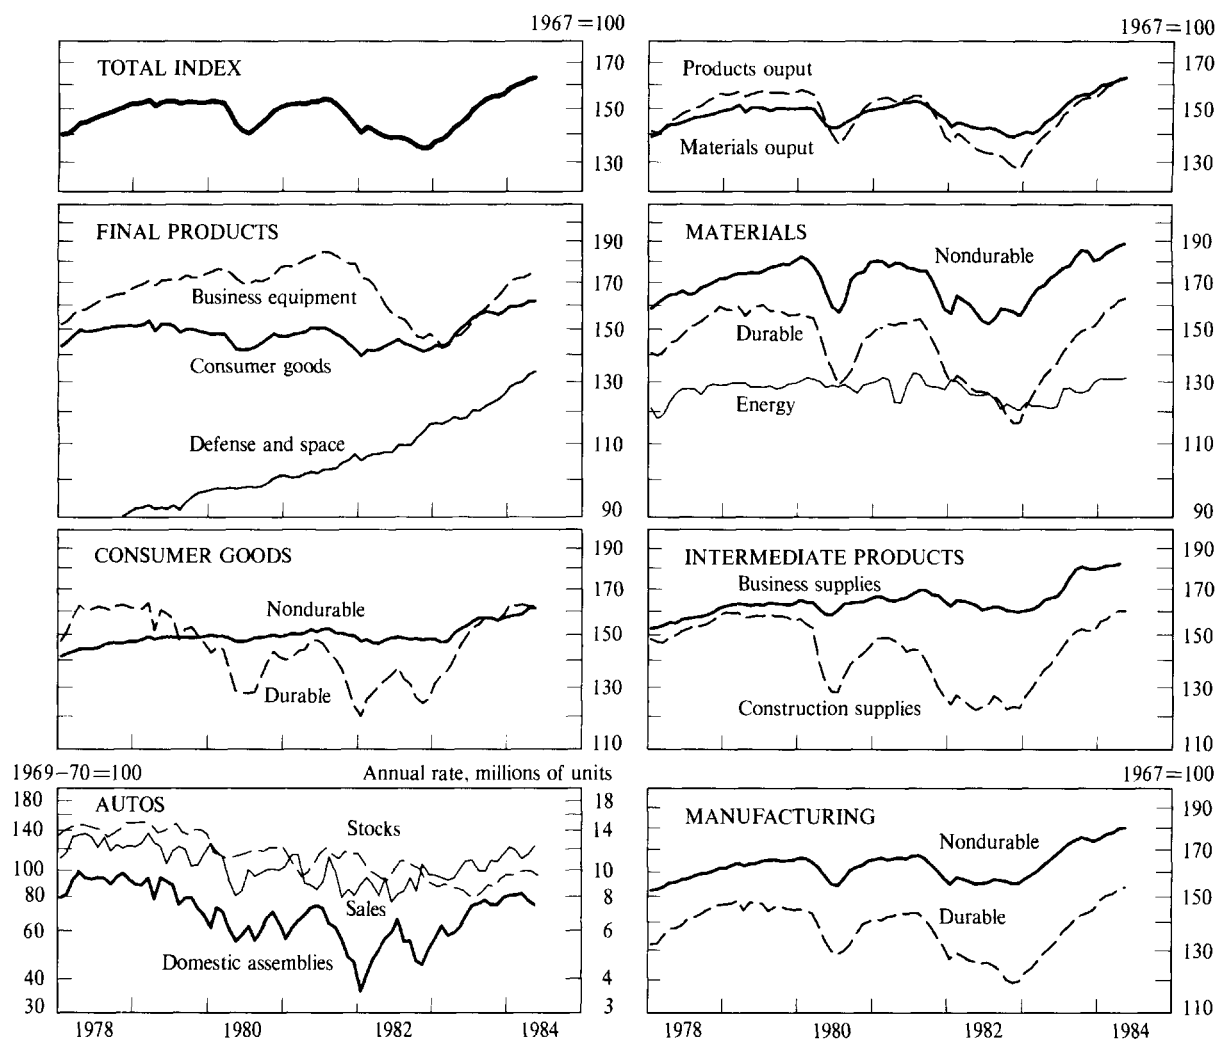 1967=100
TOTAL INDEX
170
150
130
1967=100
Products ouput
Materials ouput
170
150
130
FINAL PRODUCTS
Business equipment
Consumer goods
Defense and space
190
170
150
130
110
90
MATERIALS
Nondurable
Durable
Energy
190
170
150
130
110
90
CONSUMER GOODS
Nondurable
Durable
190
170
150
130
110
INTERMEDIATE PRODUCTS
Business supplies
Construction supplies
190
170
150
130
110
1969-70=100
Annual rate, millions of units
AUTOS
Stocks
Sales
Domestic assemblies
180
140
100
80
60
40
30
18
14
10
8
6
4
3
1978
1980
1982
1984
1967=100
MANUFACTURING
Nondurable
Durable
190
170
150
130
110
1978
1980
1982
1984